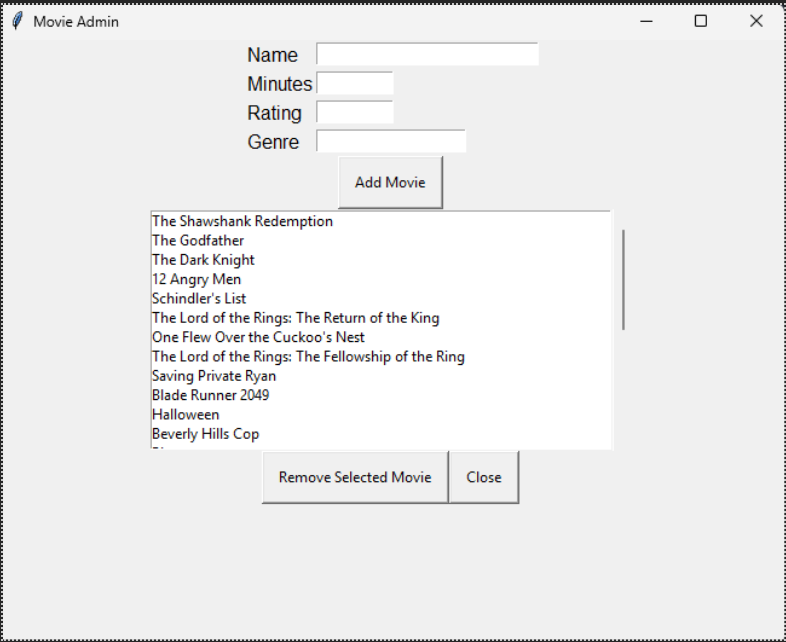 Movie Admin
Name
Minutes
Rating
Genre
Add Movie
The Shawshank Redemption
The Godfather
The Dark Knight
12 Angry Men
Schindler's List
The Lord of the Rings: The Return of the King
One Flew Over the Cuckoo's Nest
The Lord of the Rings: The Fellowship of the Ring
Saving Private Ryan
Blade Runner 2049
Halloween
Beverly Hills Cop
Remove Selected Movie Close